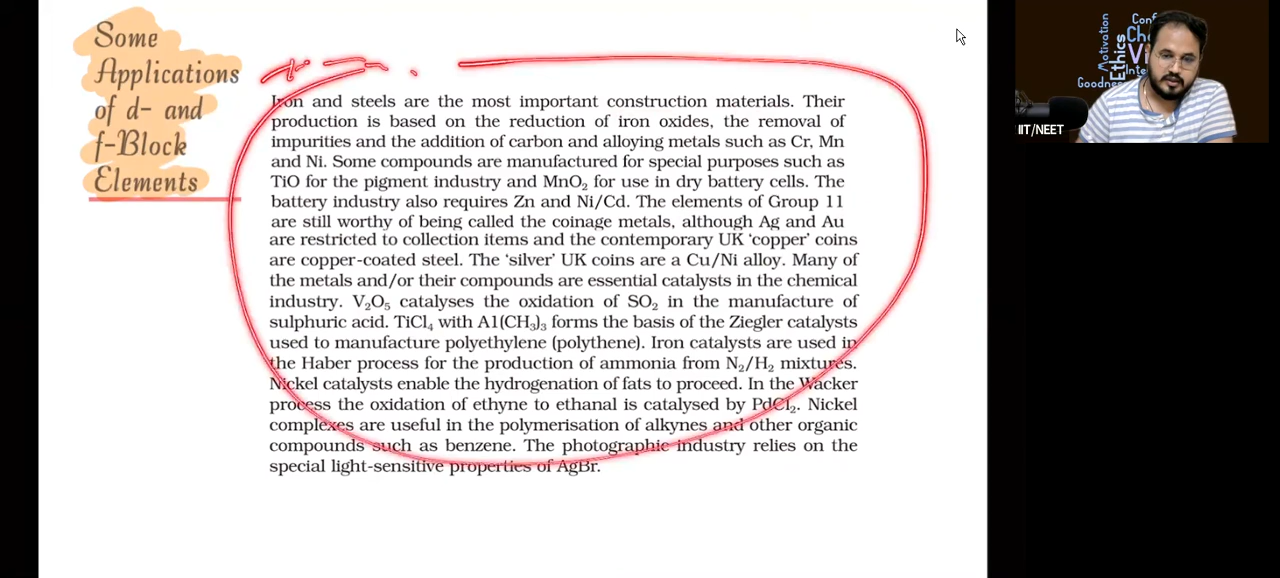 Some
Applications
of d- and
f-Block
Elements
Iron and steels are the most important construction materials. Their
production is based on the reduction of iron oxides, the removal of
impurities and the addition of carbon and alloying metals such as Cr, Mn
and Ni. Some compounds are manufactured for special purposes such as
TiO for the pigment industry and MnO₂ for use in dry battery cells. The
battery industry also requires Zn and Ni/Cd. The elements of Group 11
are still worthy of being called the coinage metals, although Ag and Au
are restricted to collection items and the contemporary UK ‘copper’ coins
are copper-coated steel. The ‘silver’ UK coins are a Cu/Ni alloy. Many of
the metals and/or their compounds are essential catalysts in the chemical
industry. V₂O₅ catalyses the oxidation of SO₂ in the manufacture of
sulphuric acid. TiCl₄ with A1(CH₃)₃ forms the basis of the Ziegler catalysts
used to manufacture polyethylene (polythene). Iron catalysts are used in
the Haber process for the production of ammonia from N₂/H₂ mixtures.
Nickel catalysts enable the hydrogenation of fats to proceed. In the Wacker
process the oxidation of ethyne to ethanal is catalysed by PdCl₂. Nickel
complexes are useful in the polymerisation of alkynes and other organic
compounds such as benzene. The photographic industry relies on the
special light-sensitive properties of AgBr.
Motivation
Ethics
Goodness
IIT/NEET